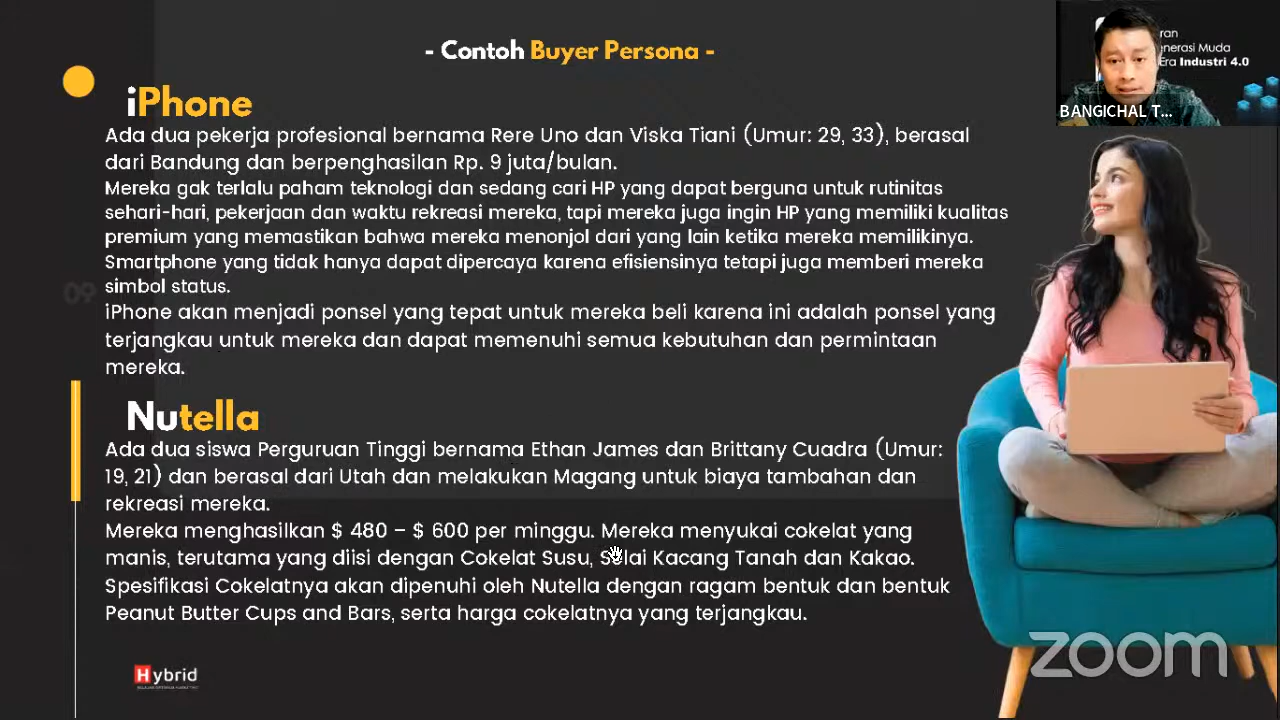 - Contoh Buyer Persona -
iPhone
Ada dua pekerja profesional bernama Rere Uno dan Viska Tiani (Umur: 29, 33), berasal
dari Bandung dan berpenghasilan Rp. 9 juta/bulan.
Mereka gak terlalu paham teknologi dan sedang cari HP yang dapat berguna untuk rutinitas
sehari-hari, pekerjaan dan waktu rekreasi mereka, tapi mereka juga ingin HP yang memiliki kualitas
premium yang memastikan bahwa mereka menonjol dari yang lain ketika mereka memilikinya.
Smartphone yang tidak hanya dapat dipercaya karena efisiensinya tetapi juga memberi mereka
simbol status.
iPhone akan menjadi ponsel yang tepat untuk mereka beli karena ini adalah ponsel yang
terjangkau untuk mereka dan dapat memenuhi semua kebutuhan dan permintaan
mereka.
09
Nutella
Ada dua siswa Perguruan Tinggi bernama Ethan James dan Brittany Cuadra (Umur:
19, 21) dan berasal dari Utah dan melakukan Magang untuk biaya tambahan dan
rekreasi mereka.
Mereka menghasilkan $ 480 – $ 600 per minggu. Mereka menyukai cokelat yang
manis, terutama yang diisi dengan Cokelat Susu, Selai Kacang Tanah dan Kakao.
Spesifikasi Cokelatnya akan dipenuhi oleh Nutella dengan ragam bentuk dan bentuk
Peanut Butter Cups and Bars, serta harga cokelatnya yang terjangkau.
Hybrid
ran
enerasi Muda
Era Industri 4.0
BANGICHAL T...
zoom